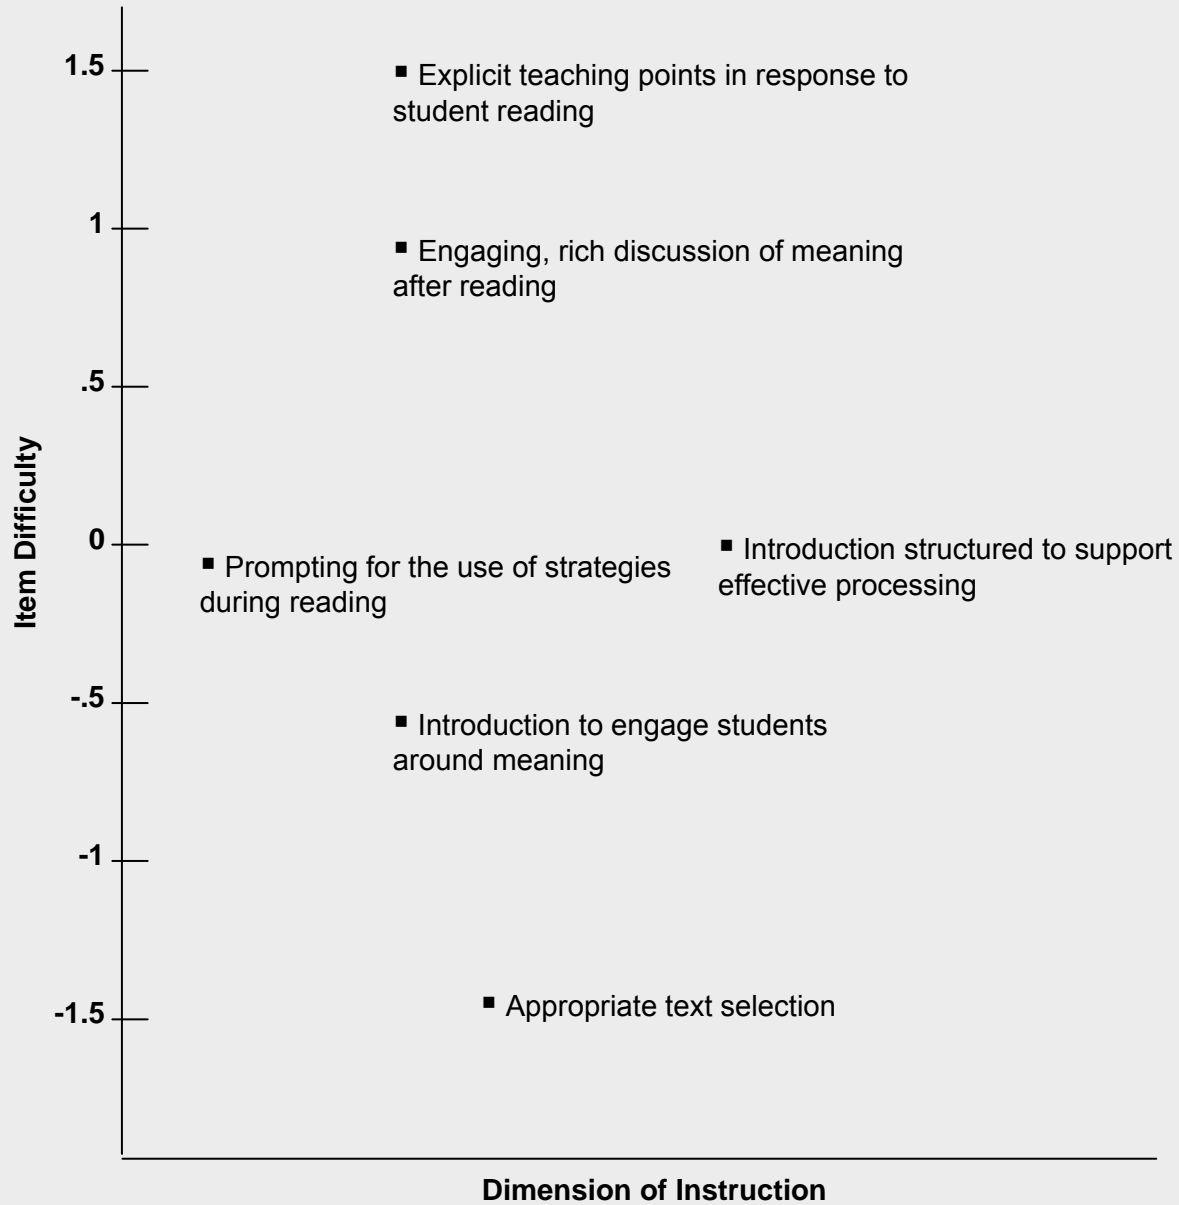 1.5
▪ Explicit teaching points in response to
student reading
1
▪ Engaging, rich discussion of meaning
after reading
.5
Item Difficulty
0
▪ Prompting for the use of strategies
during reading
▪ Introduction structured to support
effective processing
-.5
▪ Introduction to engage students
around meaning
-1
-1.5
▪ Appropriate text selection
Dimension of Instruction